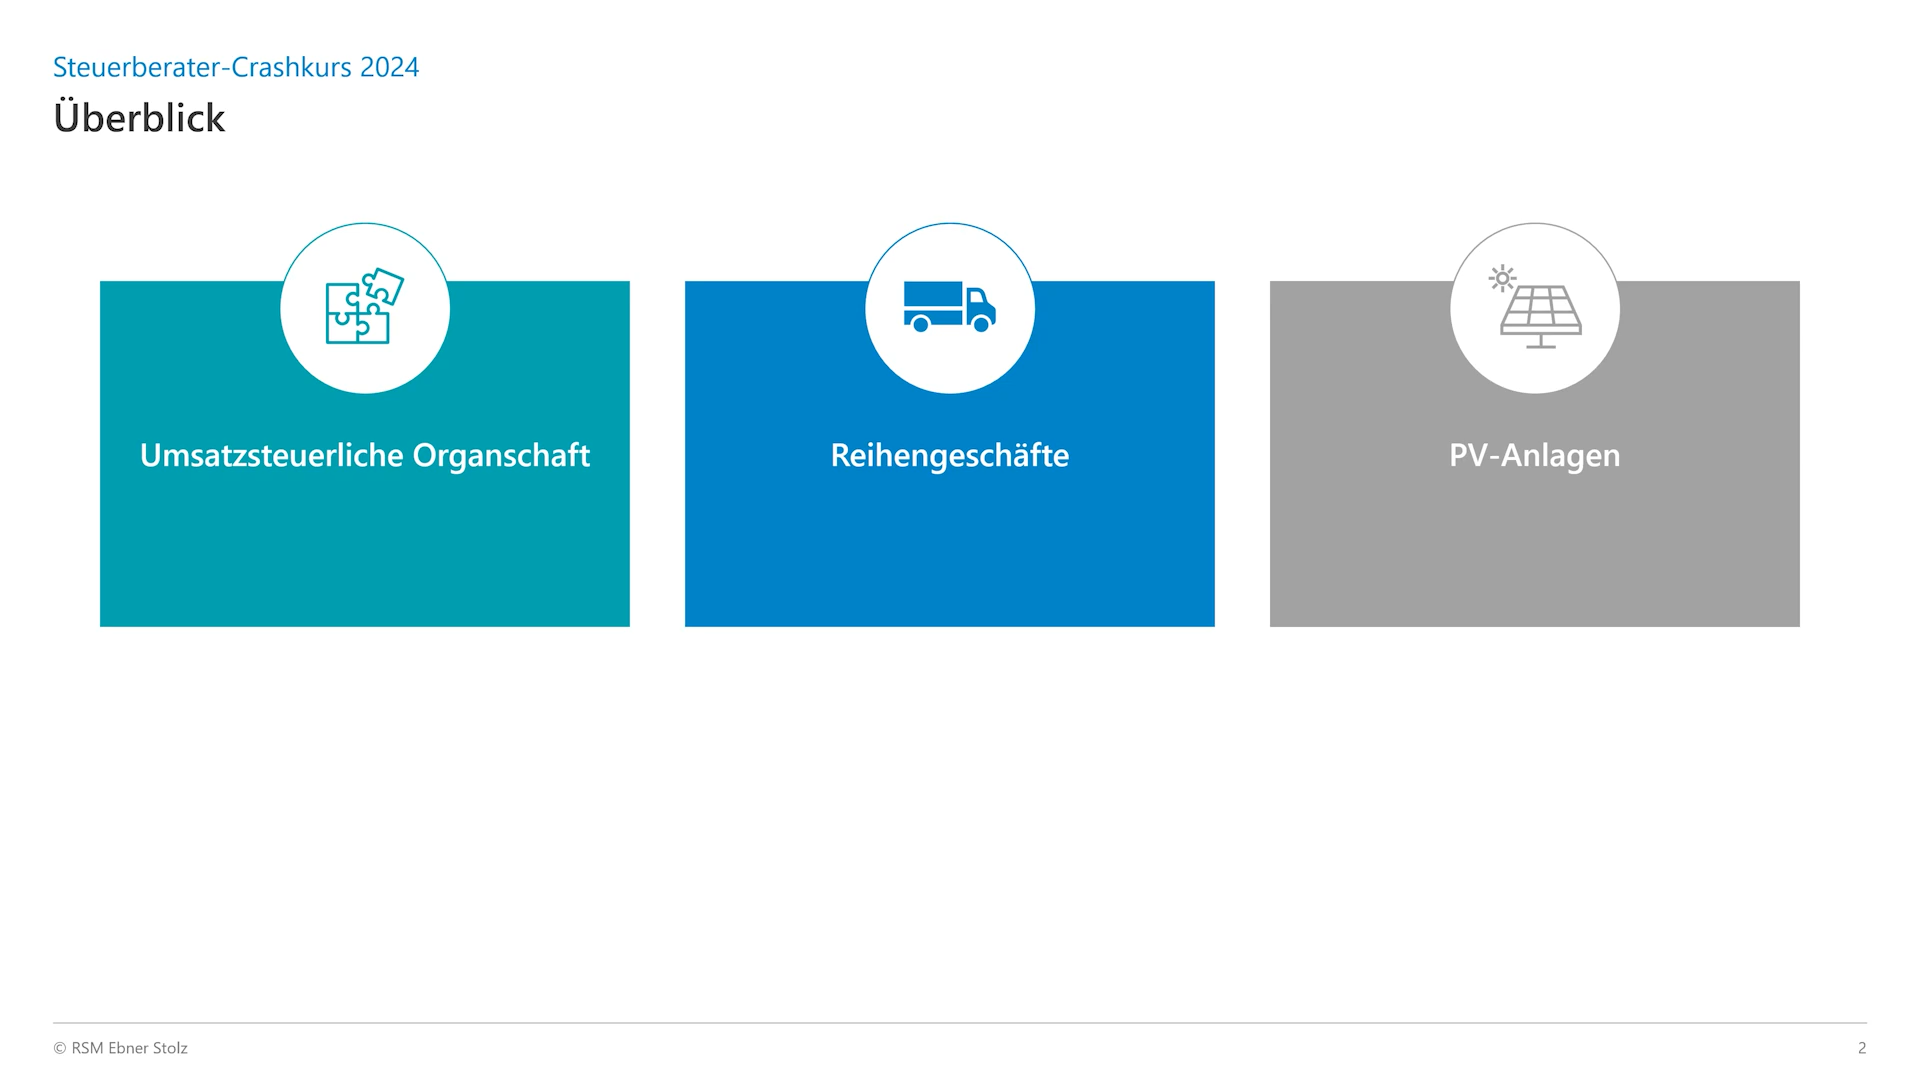 Steuerberater-Crashkurs 2024
Überblick
Umsatzsteuerliche Organschaft
Reihengeschäfte
PV-Anlagen
© RSM Ebner Stolz
2